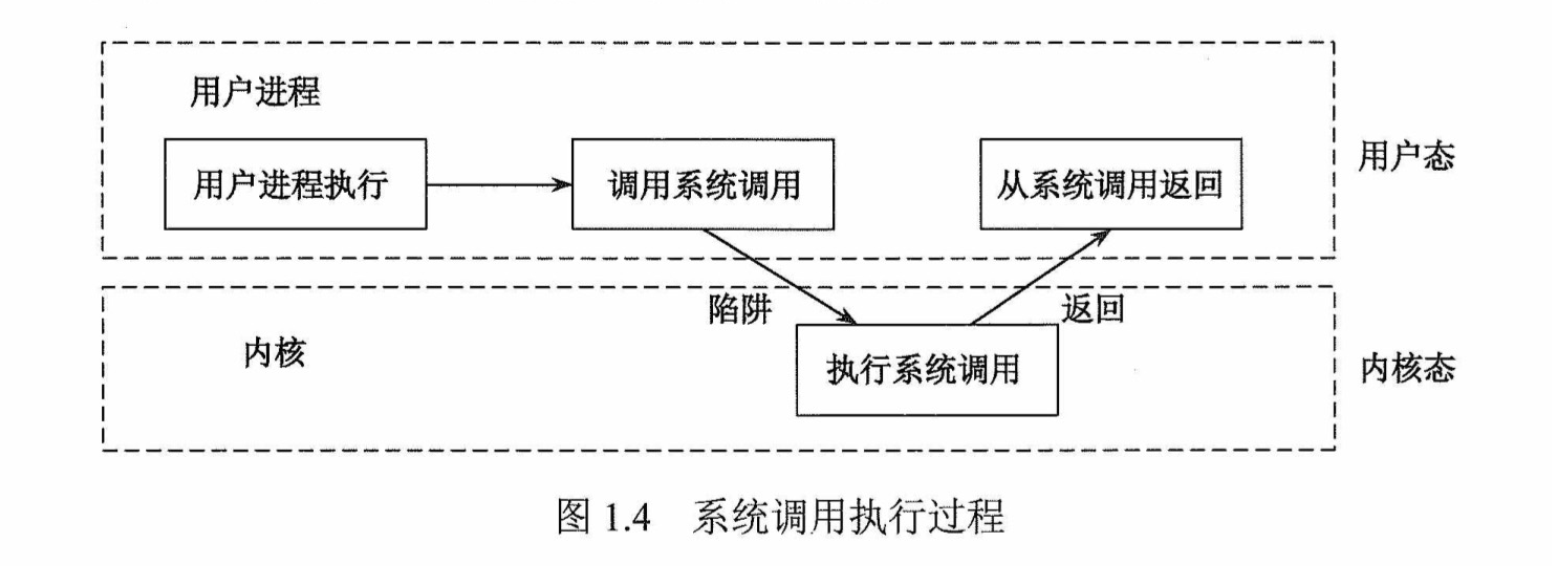 用户进程
用户进程执行
调用系统调用
从系统调用返回
用户态
陷阱
返回
内核
执行系统调用
内核态
图 1.4 系统调用执行过程